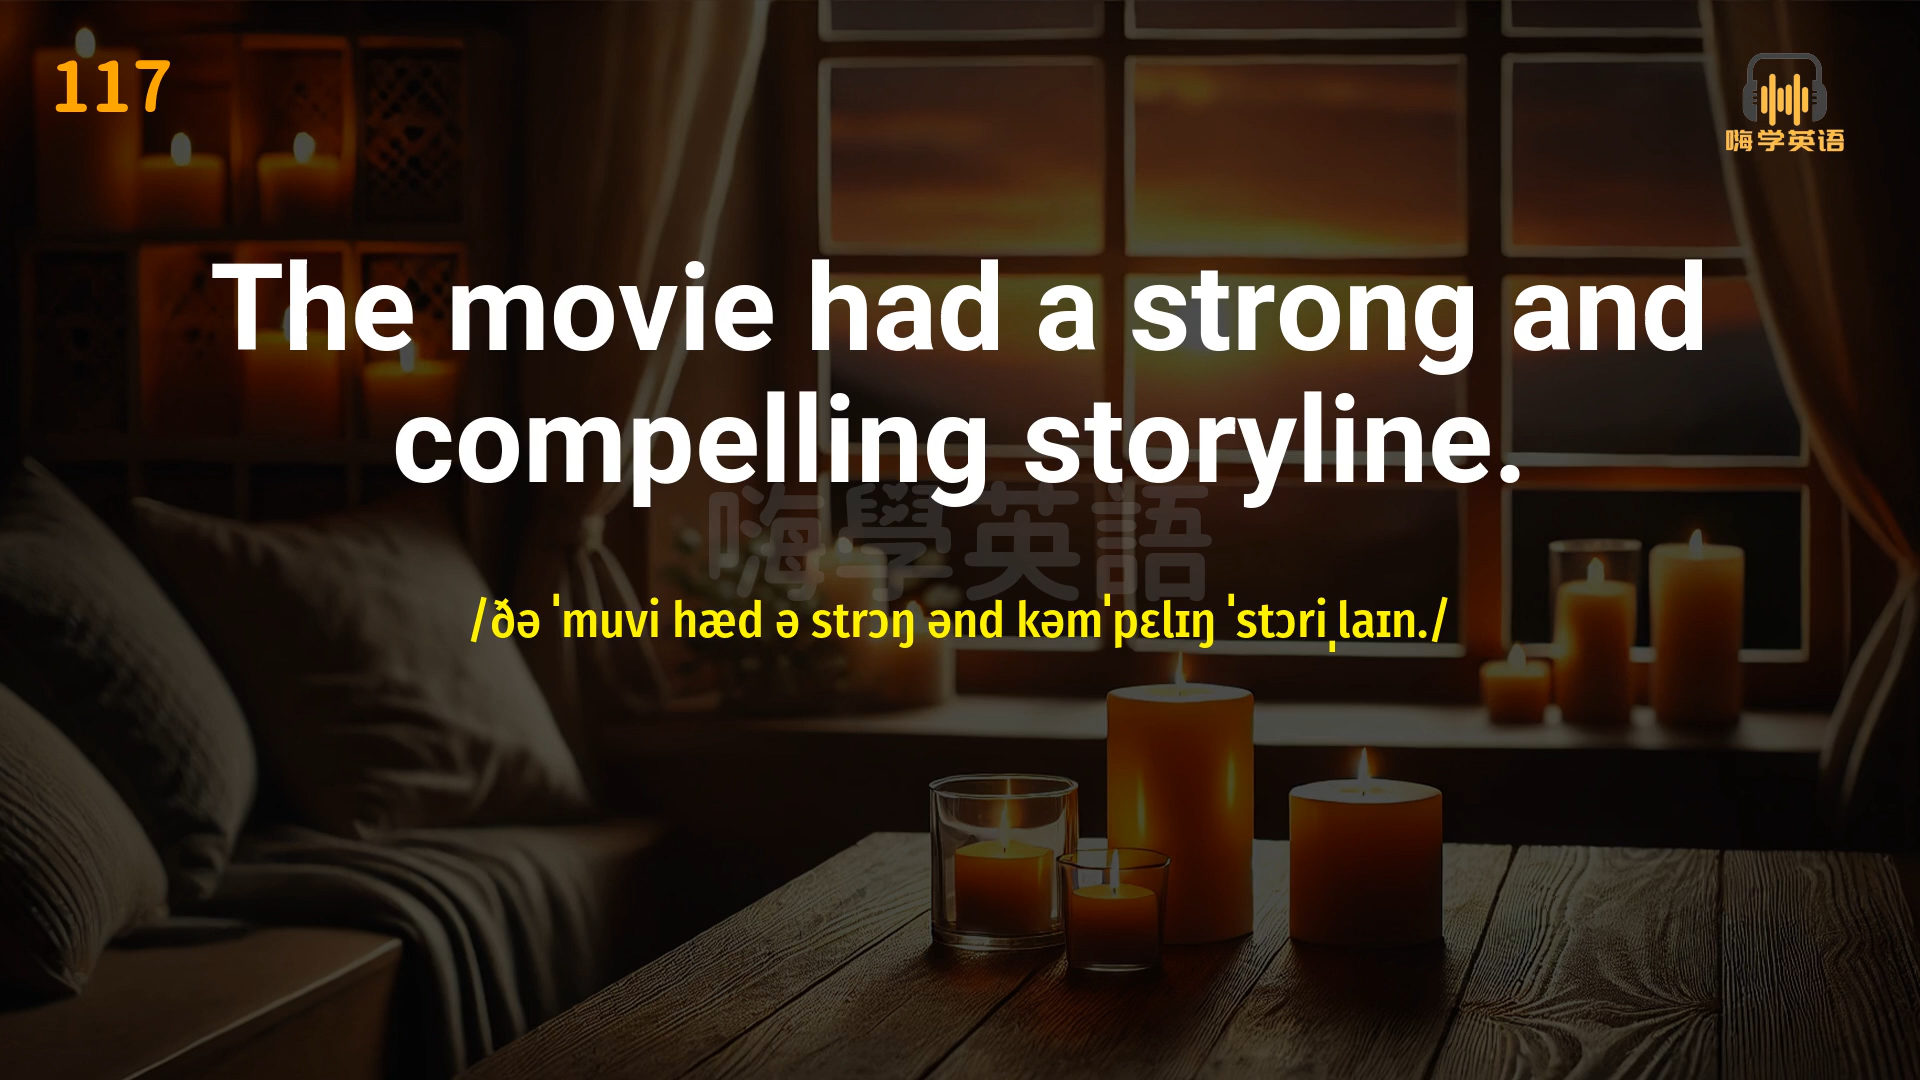 117
嗨学英语
The movie had a strong and
compelling storyline.
嗨學英語
/ðə ˈmuvi hæd ə strɔŋ ənd kəmˈpɛlɪŋ ˈstɔriˌlaɪn./